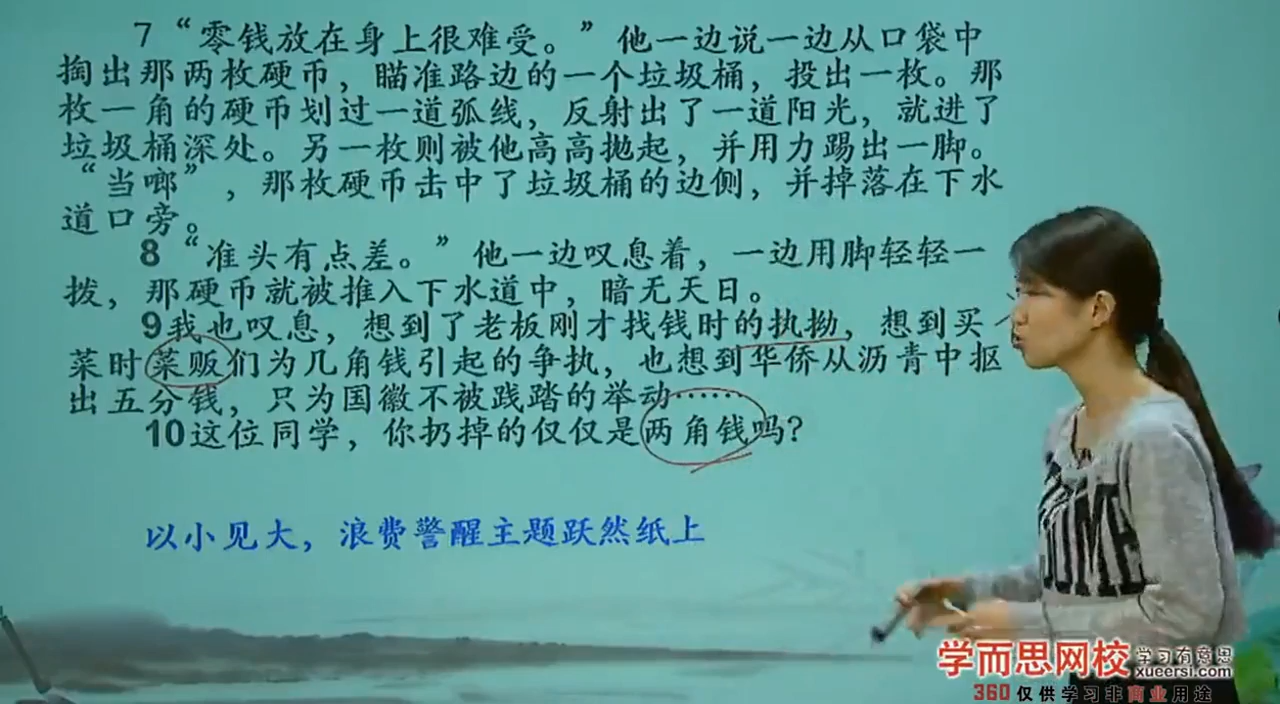 7 “零钱放在身上很难受。”他一边说一边从口袋中
掏出那两枚硬币，瞄准路边的一个垃圾桶，投出一枚。那
枚一角的硬币划过一道弧线，反射出了一道阳光，就进了
垃圾桶深处。另一枚则被他高高抛起，并用力踢出一脚。
“当啷”，那枚硬币击中了垃圾桶的边侧，并掉落在下水
道口旁。
8 “准头有点差。”他一边叹息着，一边用脚轻轻一
拨，那硬币就被推入下水道中，暗无天日。
9我也叹息，想到了老板刚才找钱时的执拗，想到买
菜时菜贩们为几角钱引起的争执，也想到华侨从沥青中抠
出五分钱，只为国徽不被践踏的举动······
10这位同学，你扔掉的仅仅是两角钱吗？
以小见大，浪费警醒主题跃然纸上
OME
学而思网校 学习有意思
xueersi.com
360仅供学习非商业用途